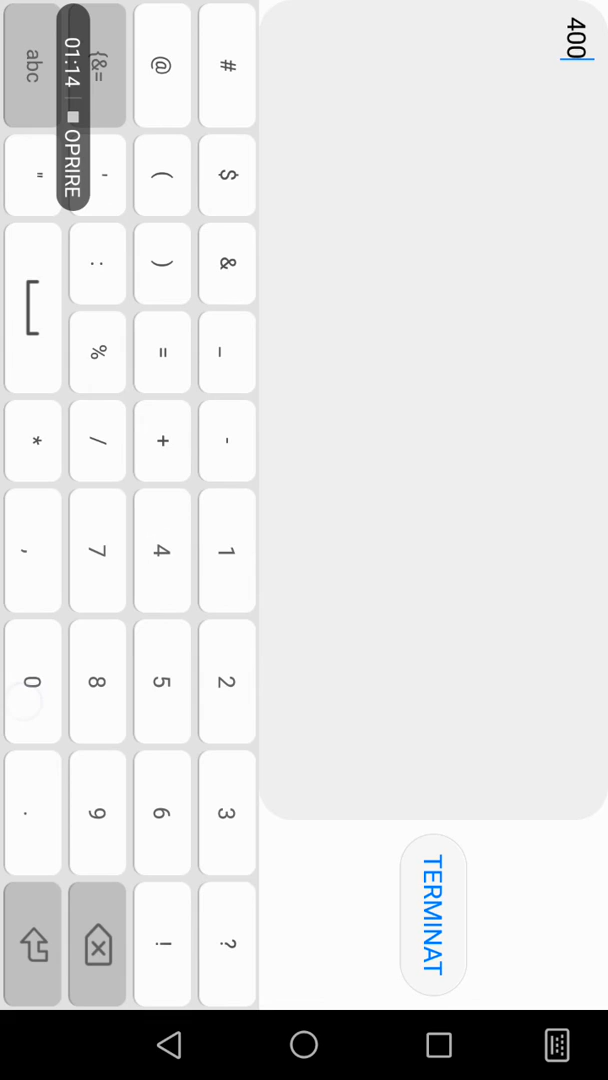 400
TERMINAT
# $ & _ - 1 2 3 ?
@ ( ) = + 4 5 6 !
{&= ' : % / 7 8 9
abc " * , 0 .
01:14 OPRIRE